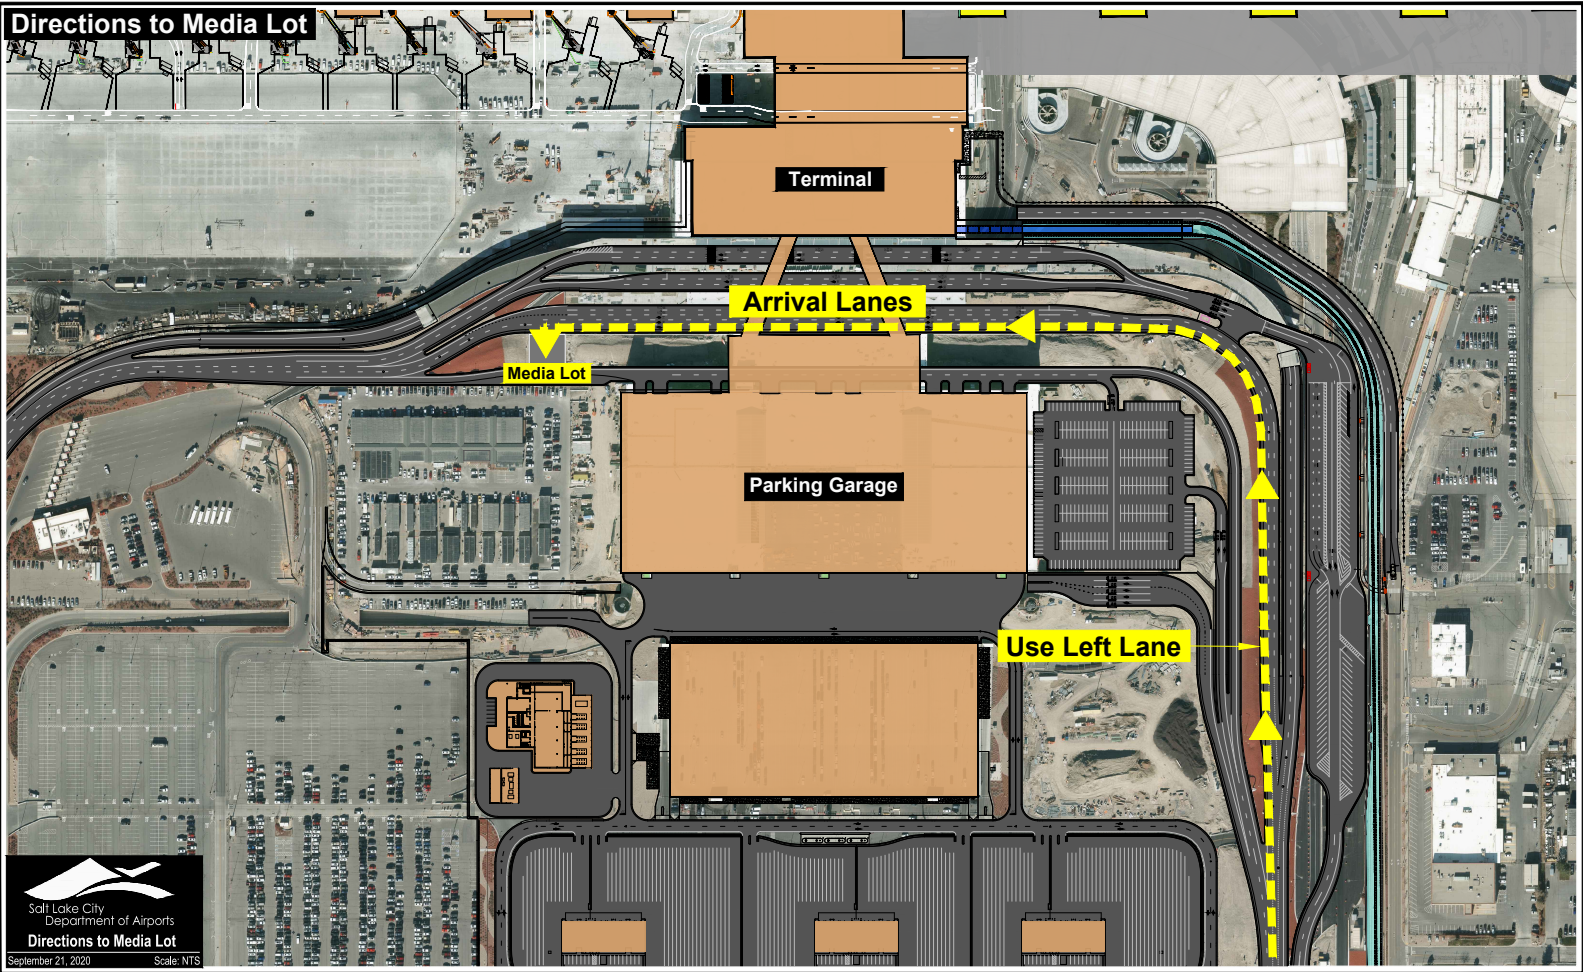 Directions to Media Lot
Terminal
Arrival Lanes
Media Lot
Parking Garage
Use Left Lane
Salt Lake City
Department of Airports
Directions to Media Lot
September 21, 2020 Scale: NTS